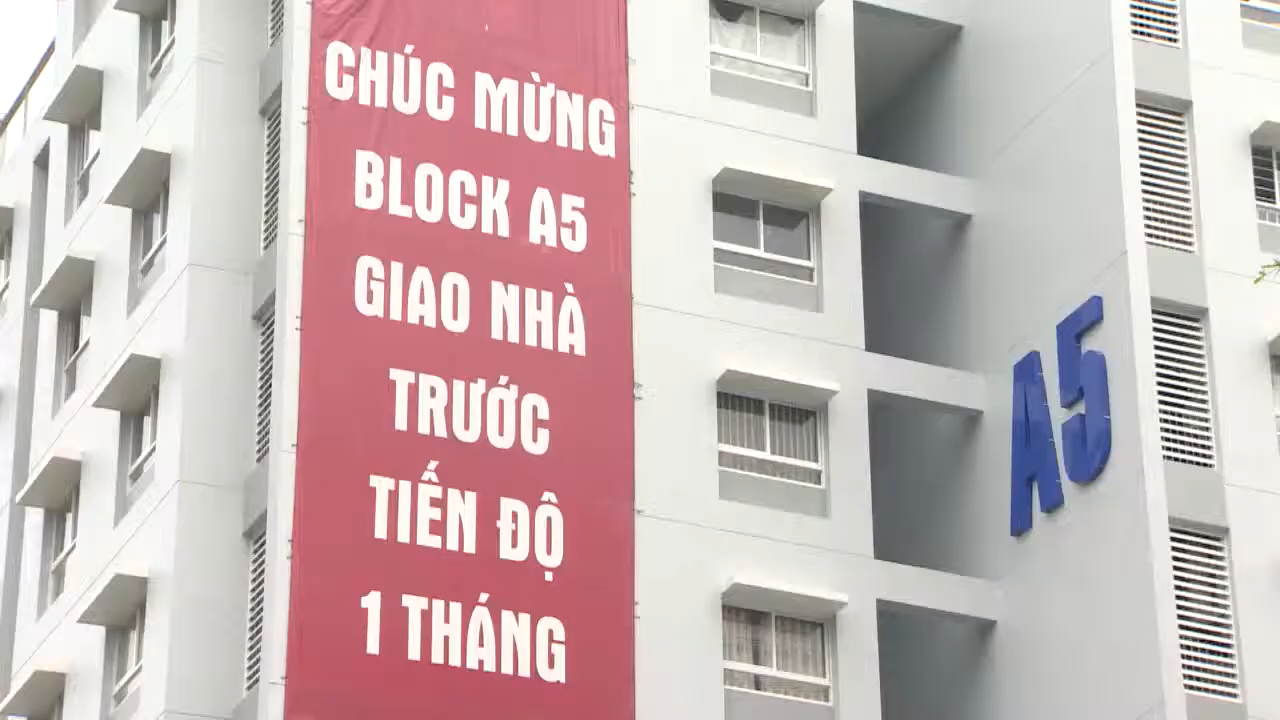 CHÚC MỪNG
BLOCK A5
GIAO NHÀ
TRƯỚC
TIẾN ĐỘ
1 THÁNG
A5